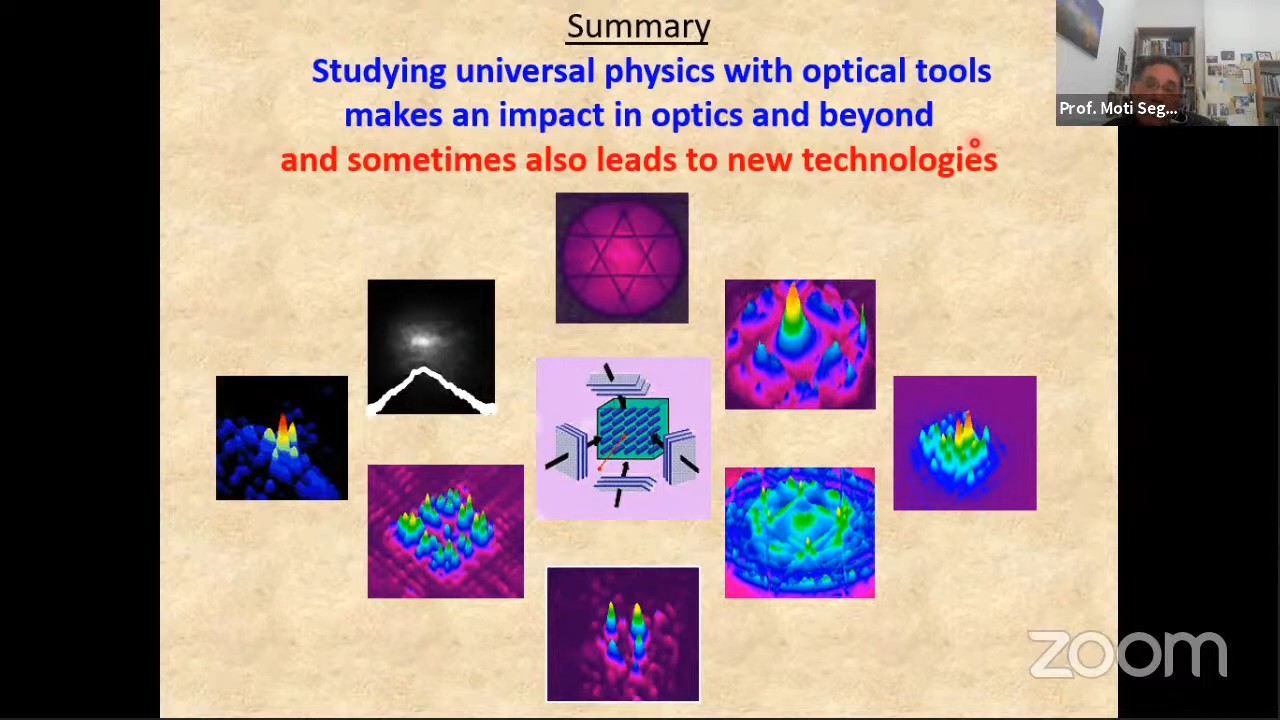 Summary
Studying universal physics with optical tools
makes an impact in optics and beyond
and sometimes also leads to new technologies
Prof. Moti Seg...
zoom